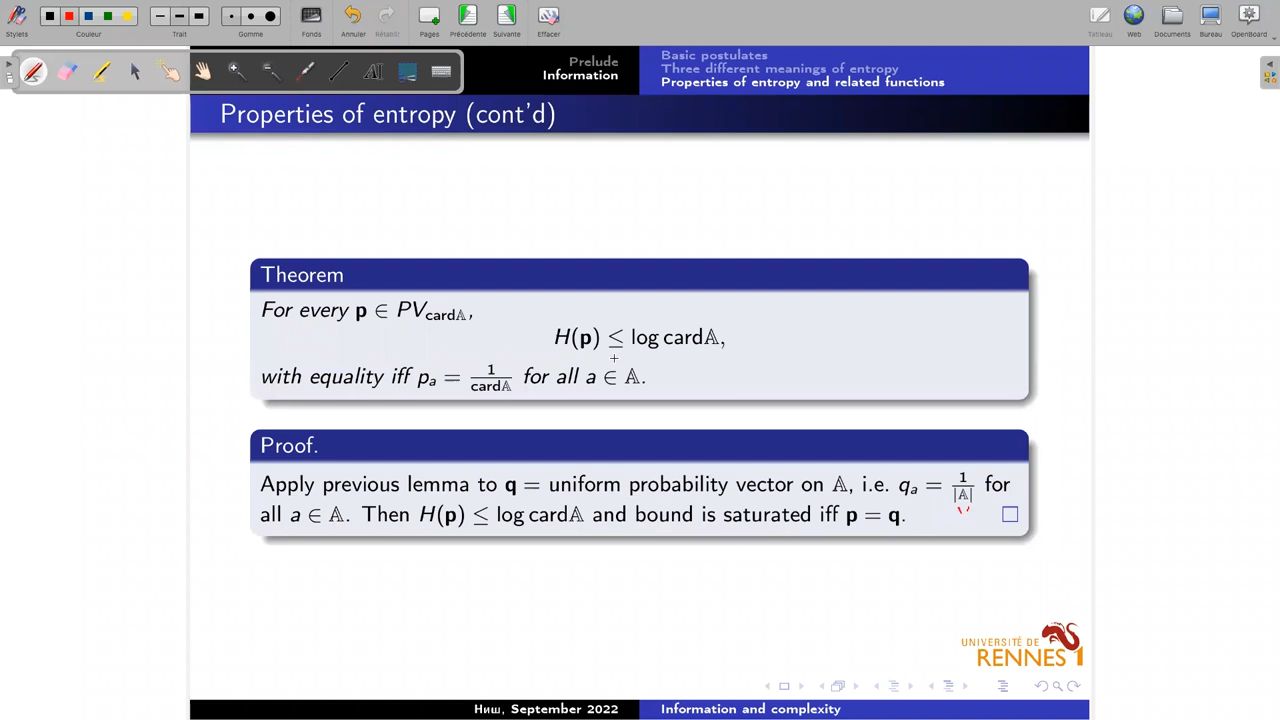 Stylets
Couleur
Trait
Gomme
Fonds
Annuler
Rétablir
Pages
Précédente
Suivante
Effacer
Tableau
Web
Documents
Bureau
OpenBoard
Prelude
Information
Basic postulates
Three different meanings of entropy
Properties of entropy and related functions
Properties of entropy (cont'd)
Theorem
For every p ∈ PV_card𝔸,
H(p) ≤ log card𝔸,
with equality iff p_a = 1/card𝔸 for all a ∈ 𝔸.
Proof.
Apply previous lemma to q = uniform probability vector on 𝔸, i.e. q_a = 1/|𝔸| for
all a ∈ 𝔸. Then H(p) ≤ log card𝔸 and bound is saturated iff p = q. □
UNIVERSITÉ DE
RENNES 1
Ниш, September 2022
Information and complexity